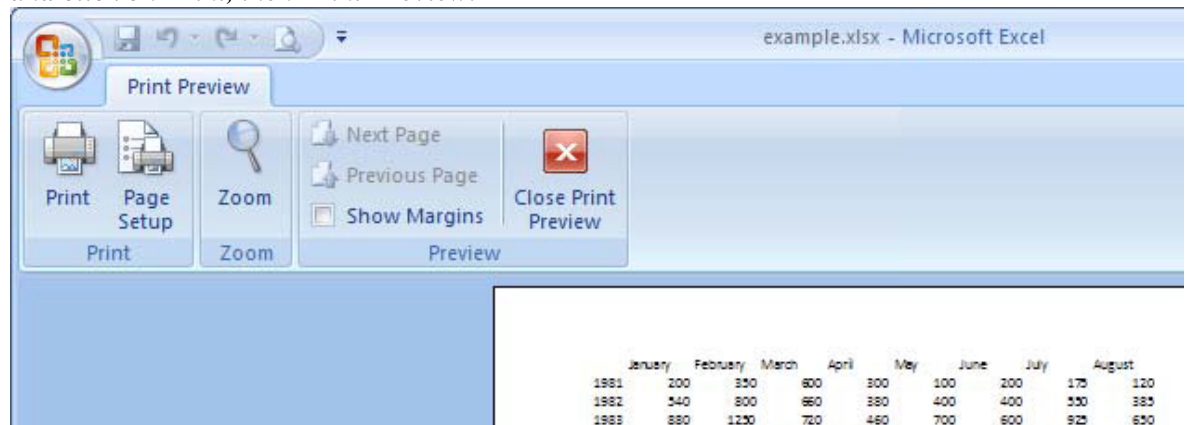 example.xlsx - Microsoft Excel
Print Preview
Print
Page Setup
Zoom
Next Page
Previous Page
Show Margins
Close Print Preview
Print
Zoom
Preview
January February March April May June July August
1981 200 350 600 300 100 200 175 120
1982 540 800 660 380 400 400 550 385
1983 880 1250 720 460 700 600 925 650